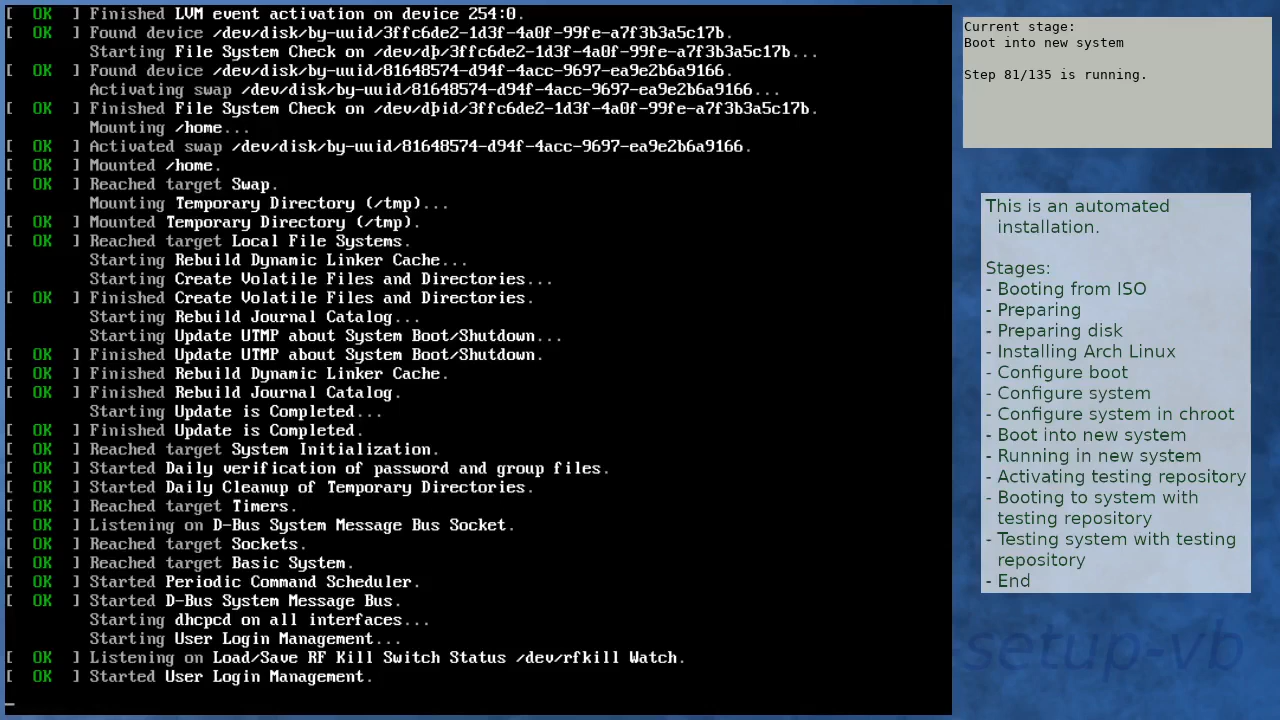 [  OK  ] Finished LVM event activation on device 254:0.
[  OK  ] Found device /dev/disk/by-uuid/3ffc6de2-1d3f-4a0f-99fe-a7f3b3a5c17b.
         Starting File System Check on /dev/dþ/3ffc6de2-1d3f-4a0f-99fe-a7f3b3a5c17b...
[  OK  ] Found device /dev/disk/by-uuid/81648574-d94f-4acc-9697-ea9e2b6a9166.
         Activating swap /dev/disk/by-uuid/81648574-d94f-4acc-9697-ea9e2b6a9166...
[  OK  ] Finished File System Check on /dev/dþid/3ffc6de2-1d3f-4a0f-99fe-a7f3b3a5c17b.
         Mounting /home...
[  OK  ] Activated swap /dev/disk/by-uuid/81648574-d94f-4acc-9697-ea9e2b6a9166.
[  OK  ] Mounted /home.
[  OK  ] Reached target Swap.
         Mounting Temporary Directory (/tmp)...
[  OK  ] Mounted Temporary Directory (/tmp).
[  OK  ] Reached target Local File Systems.
         Starting Rebuild Dynamic Linker Cache...
         Starting Create Volatile Files and Directories...
[  OK  ] Finished Create Volatile Files and Directories.
         Starting Rebuild Journal Catalog...
         Starting Update UTMP about System Boot/Shutdown...
[  OK  ] Finished Update UTMP about System Boot/Shutdown.
[  OK  ] Finished Rebuild Dynamic Linker Cache.
[  OK  ] Finished Rebuild Journal Catalog.
         Starting Update is Completed...
[  OK  ] Finished Update is Completed.
[  OK  ] Reached target System Initialization.
[  OK  ] Started Daily verification of password and group files.
[  OK  ] Started Daily Cleanup of Temporary Directories.
[  OK  ] Reached target Timers.
[  OK  ] Listening on D-Bus System Message Bus Socket.
[  OK  ] Reached target Sockets.
[  OK  ] Reached target Basic System.
[  OK  ] Started Periodic Command Scheduler.
[  OK  ] Started D-Bus System Message Bus.
         Starting dhcpcd on all interfaces...
         Starting User Login Management...
[  OK  ] Listening on Load/Save RF Kill Switch Status /dev/rfkill Watch.
[  OK  ] Started User Login Management.
_
Current stage:
Boot into new system
Step 81/135 is running.
This is an automated
installation.
Stages:
- Booting from ISO
- Preparing
- Preparing disk
- Installing Arch Linux
- Configure boot
- Configure system
- Configure system in chroot
- Boot into new system
- Running in new system
- Activating testing repository
- Booting to system with
testing repository
- Testing system with testing
repository
- End
setup-vb